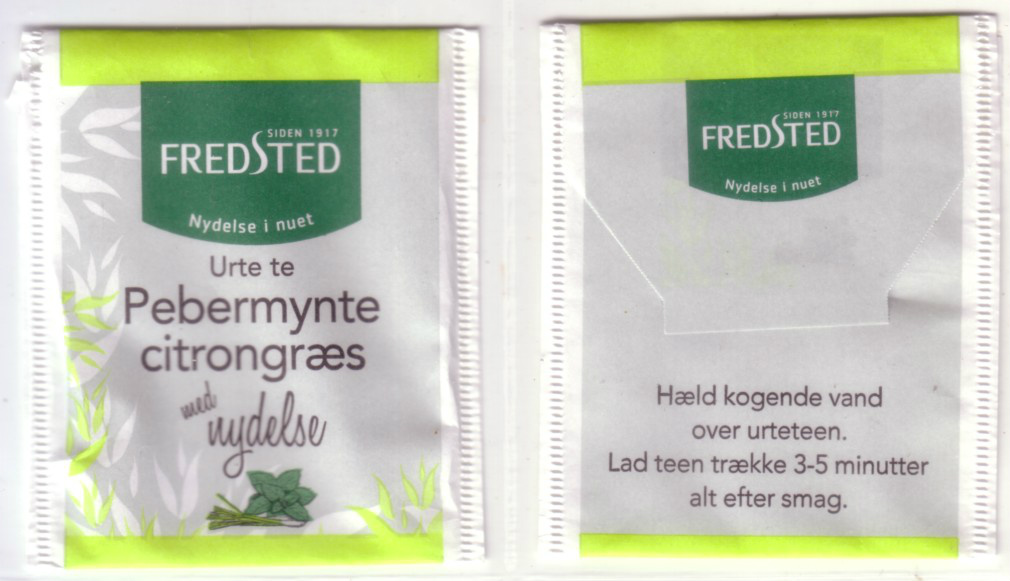 SIDEN 1917
FREDSTED
Nydelse i nuet
Urte te
Pebermynte
citrongræs
med
nydelse
SIDEN 1917
FREDSTED
Nydelse i nuet
Hæld kogende vand
over urteteen.
Lad teen trække 3-5 minutter
alt efter smag.